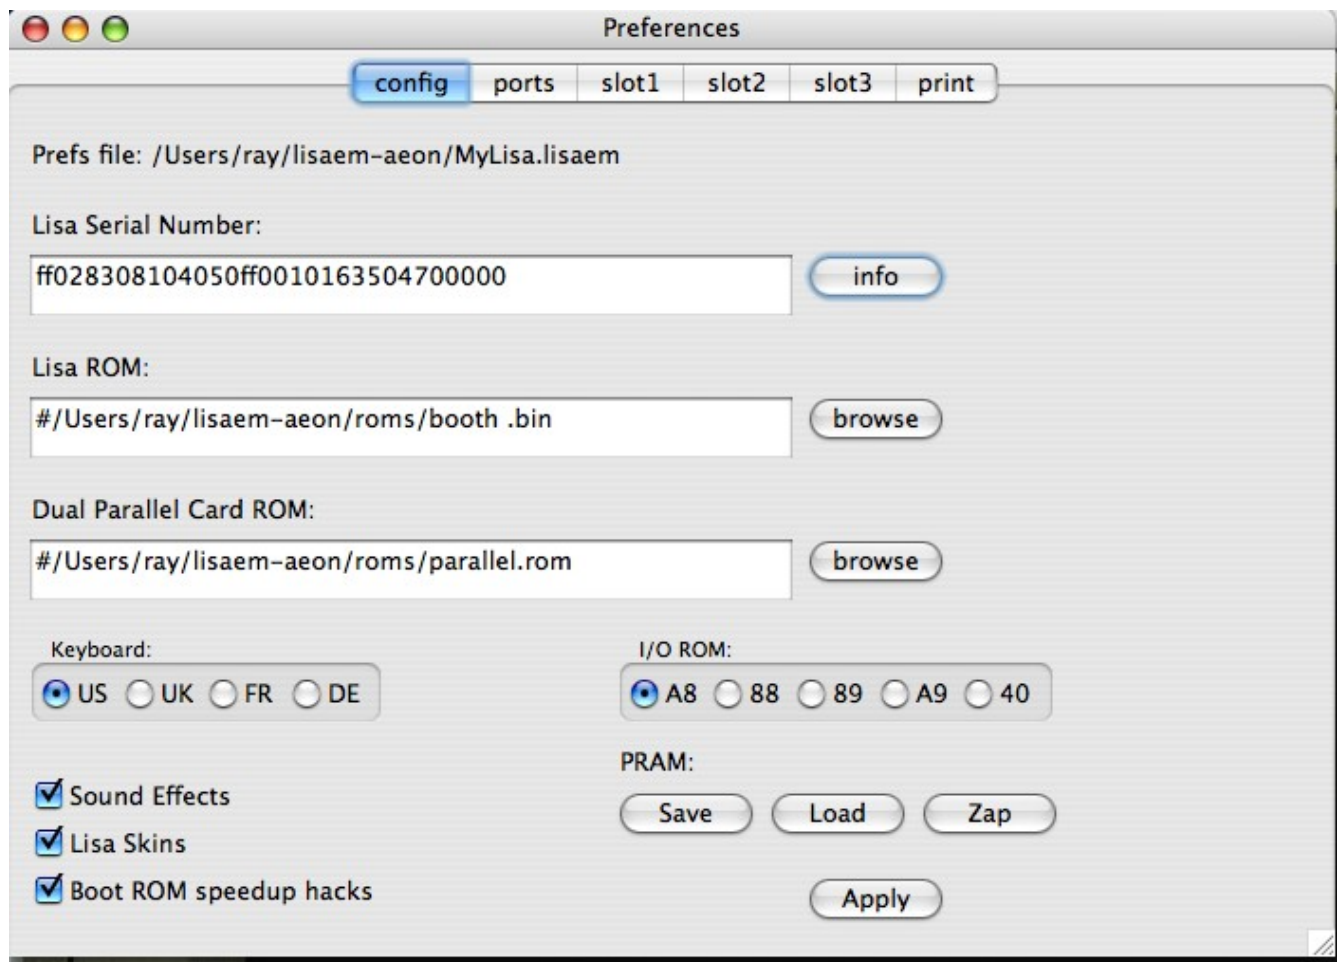 Preferences
config ports slot1 slot2 slot3 print
Prefs file: /Users/ray/lisaem-aeon/MyLisa.lisaem
Lisa Serial Number:
ff028308104050ff0010163504700000 info
Lisa ROM:
#/Users/ray/lisaem-aeon/roms/booth .bin browse
Dual Parallel Card ROM:
#/Users/ray/lisaem-aeon/roms/parallel.rom browse
Keyboard:
US UK FR DE
I/O ROM:
A8 88 89 A9 40
Sound Effects
Lisa Skins
Boot ROM speedup hacks
PRAM:
Save Load Zap
Apply